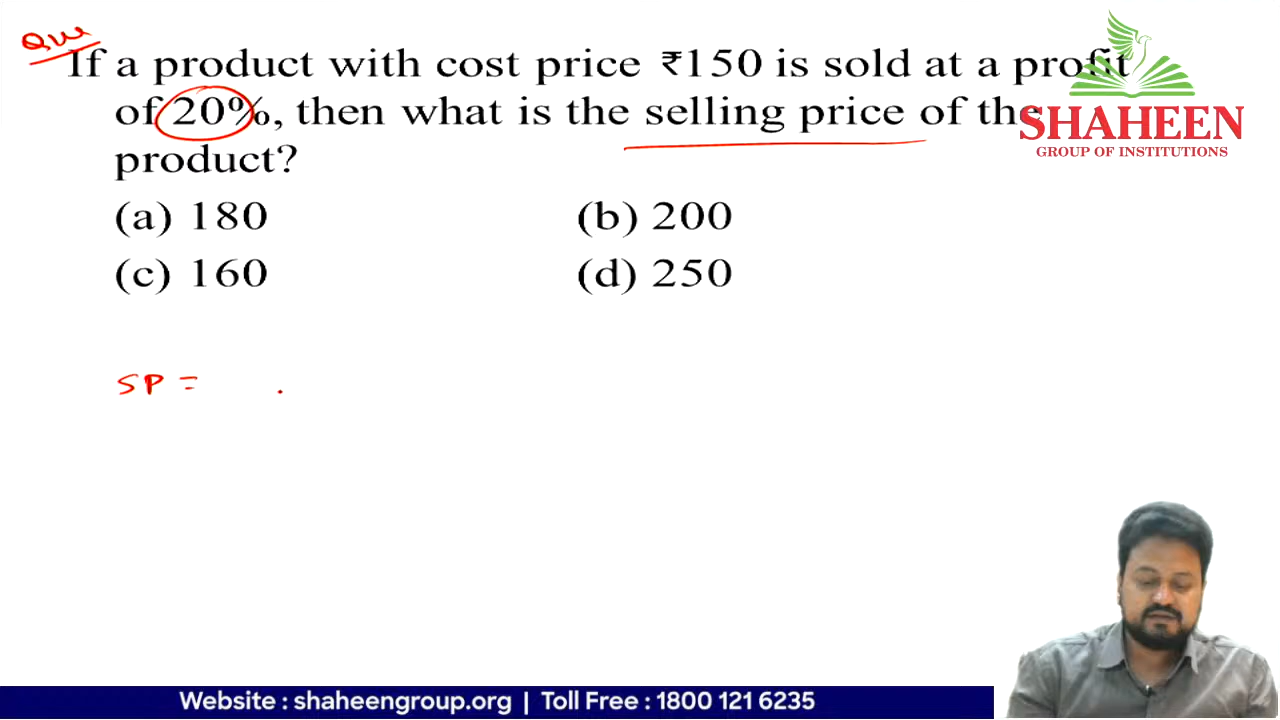 Que
If a product with cost price ₹150 is sold at a profit
of 20%, then what is the selling price of the
product?
(a) 180 (b) 200
(c) 160 (d) 250
SP =
SHAHEEN
GROUP OF INSTITUTIONS
Website : shaheengroup.org | Toll Free : 1800 121 6235